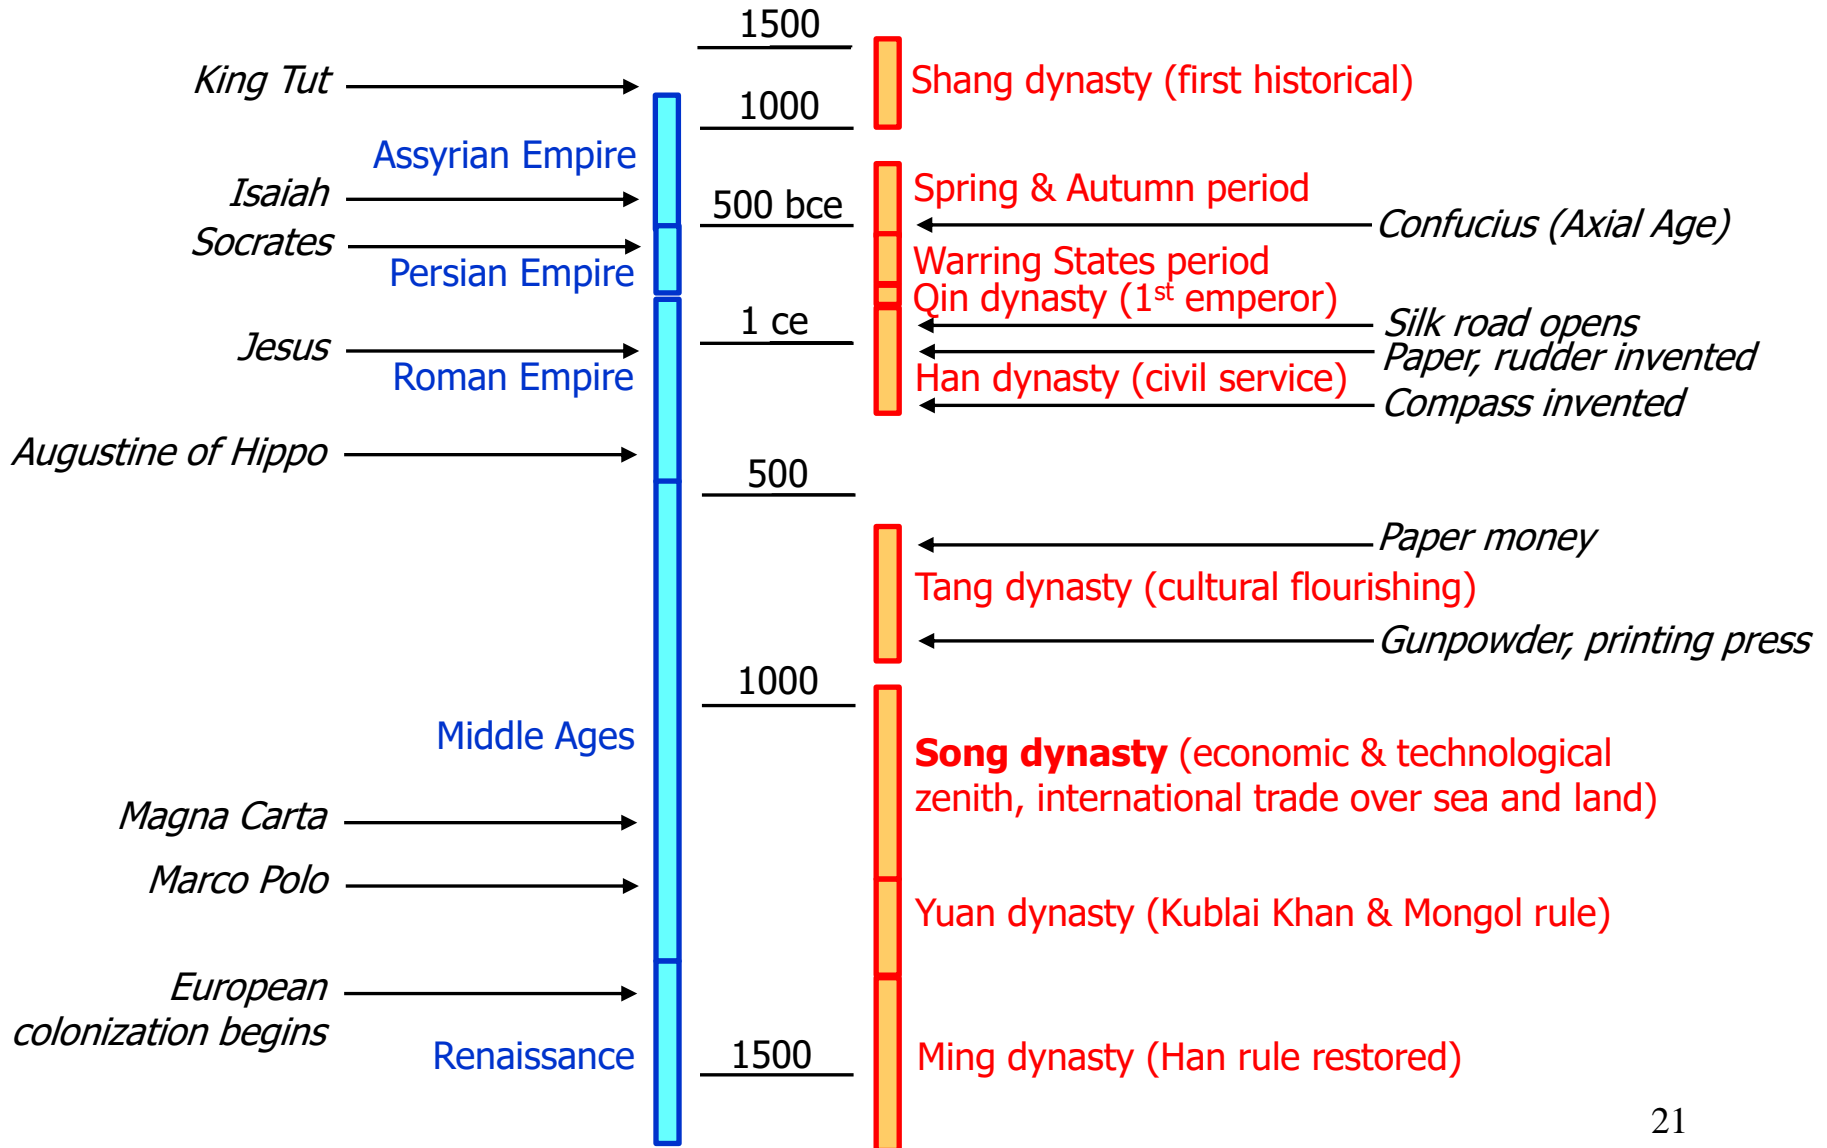 1500
King Tut
Shang dynasty (first historical)
1000
Assyrian Empire
Isaiah
500 bce
Spring & Autumn period
Socrates
Confucius (Axial Age)
Persian Empire
Warring States period
Qin dynasty (1st emperor)
1 ce
Silk road opens
Jesus
Paper, rudder invented
Roman Empire
Han dynasty (civil service)
Compass invented
Augustine of Hippo
500
Paper money
Tang dynasty (cultural flourishing)
Gunpowder, printing press
1000
Middle Ages
Song dynasty (economic & technological
zenith, international trade over sea and land)
Magna Carta
Marco Polo
Yuan dynasty (Kublai Khan & Mongol rule)
European
colonization begins
Renaissance
1500
Ming dynasty (Han rule restored)
21